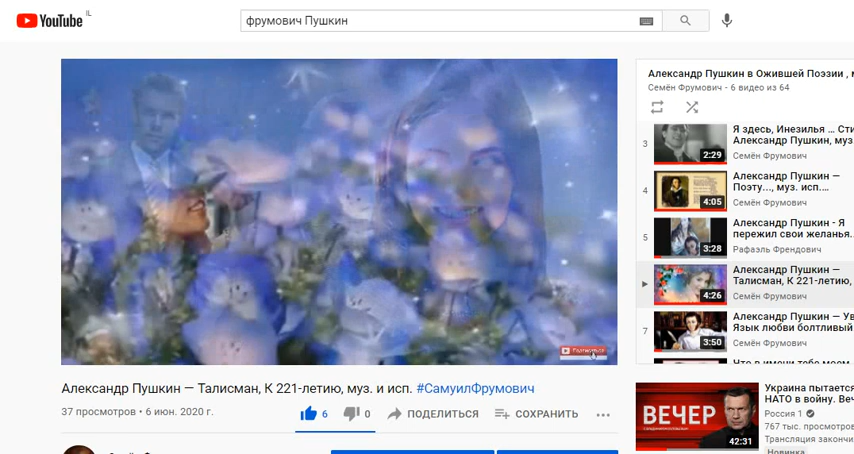 YouTube IL
фрумович Пушкин
Александр Пушкин — Талисман, К 221-летию, муз. и исп. #СамуилФрумович
37 просмотров • 6 июн. 2020 г.
6
0
ПОДЕЛИТЬСЯ
СОХРАНИТЬ
Александр Пушкин в Ожившей Поэзии ,
Семён Фрумович - 6 видео из 64
3
2:29
Я здесь, Инезилья ... Сти
Александр Пушкин, муз
Семён Фрумович
4
4:05
Александр Пушкин —
Поэту..., муз. исп....
Семён Фрумович
5
3:28
Александр Пушкин - Я
пережил свои желанья..
Рафаэль Френдович
4:26
Александр Пушкин —
Талисман, К 221-летию,
Семён Фрумович
7
3:50
Александр Пушкин — Ув
Язык любви болтливый
Семён Фрумович
ВЕЧЕР
42:31
Украина пытается
НАТО в войну. Веч
Россия 1
767 тыс. просмотров
Трансляция закончи
Новинка